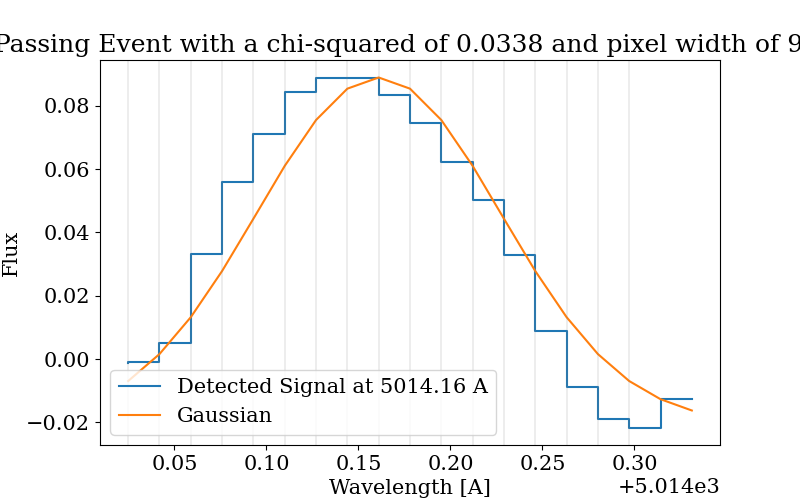 Passing Event with a chi-squared of 0.0338 and pixel width of 9
Flux
0.08
0.06
0.04
0.02
0.00
−0.02
Detected Signal at 5014.16 A
Gaussian
0.05 0.10 0.15 0.20 0.25 0.30
Wavelength [A]
+5.014e3